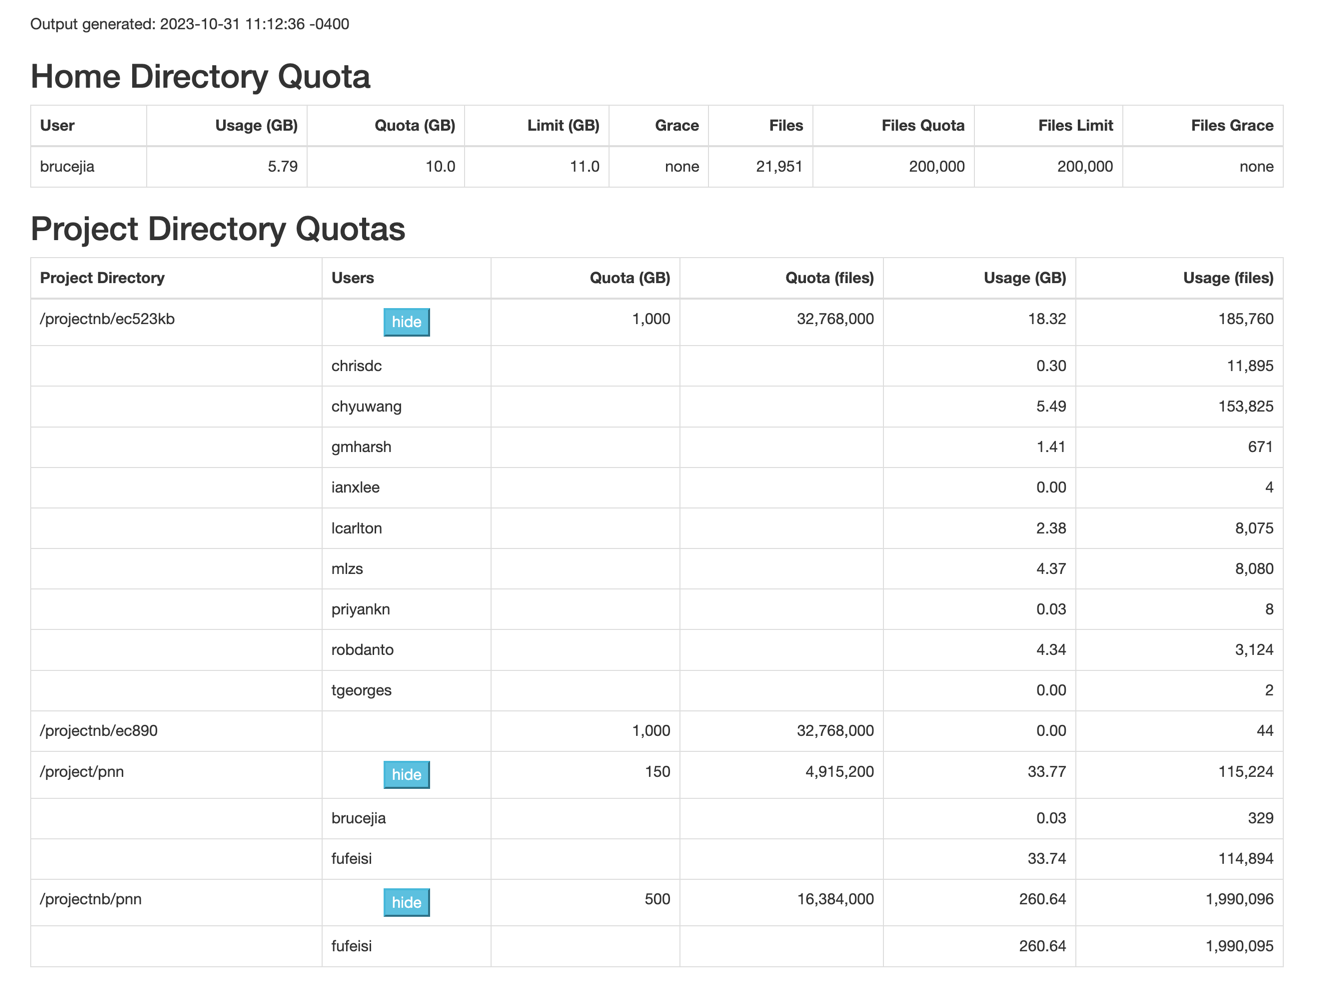 Output generated: 2023-10-31 11:12:36 -0400
Home Directory Quota
User Usage (GB) Quota (GB) Limit (GB) Grace Files Files Quota Files Limit Files Grace
brucejia 5.79 10.0 11.0 none 21,951 200,000 200,000 none
Project Directory Quotas
Project Directory Users Quota (GB) Quota (files) Usage (GB) Usage (files)
/projectnb/ec523kb hide 1,000 32,768,000 18.32 185,760
chrisdc 0.30 11,895
chyuwang 5.49 153,825
gmharsh 1.41 671
ianxlee 0.00 4
lcarlton 2.38 8,075
mlzs 4.37 8,080
priyankn 0.03 8
robdanto 4.34 3,124
tgeorges 0.00 2
/projectnb/ec890 1,000 32,768,000 0.00 44
/project/pnn hide 150 4,915,200 33.77 115,224
brucejia 0.03 329
fufeisi 33.74 114,894
/projectnb/pnn hide 500 16,384,000 260.64 1,990,096
fufeisi 260.64 1,990,095